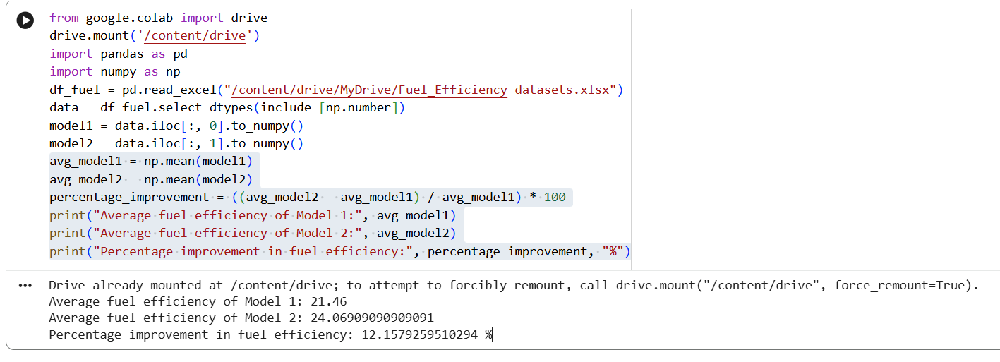 from google.colab import drive
drive.mount('/content/drive')
import pandas as pd
import numpy as np
df_fuel = pd.read_excel("/content/drive/MyDrive/Fuel_Efficiency datasets.xlsx")
data = df_fuel.select_dtypes(include=[np.number])
model1 = data.iloc[:, 0].to_numpy()
model2 = data.iloc[:, 1].to_numpy()
avg_model1 = np.mean(model1)
avg_model2 = np.mean(model2)
percentage_improvement = ((avg_model2 - avg_model1) / avg_model1) * 100
print("Average fuel efficiency of Model 1:", avg_model1)
print("Average fuel efficiency of Model 2:", avg_model2)
print("Percentage improvement in fuel efficiency:", percentage_improvement, "%")
Drive already mounted at /content/drive; to attempt to forcibly remount, call drive.mount("/content/drive", force_remount=True).
Average fuel efficiency of Model 1: 21.46
Average fuel efficiency of Model 2: 24.06909090909091
Percentage improvement in fuel efficiency: 12.1579259510294 %